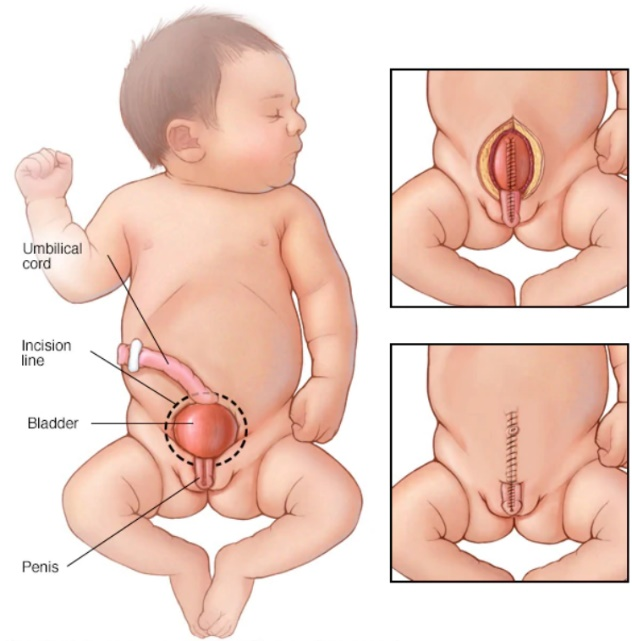 Umbilical
cord
Incision
line
Bladder
Penis